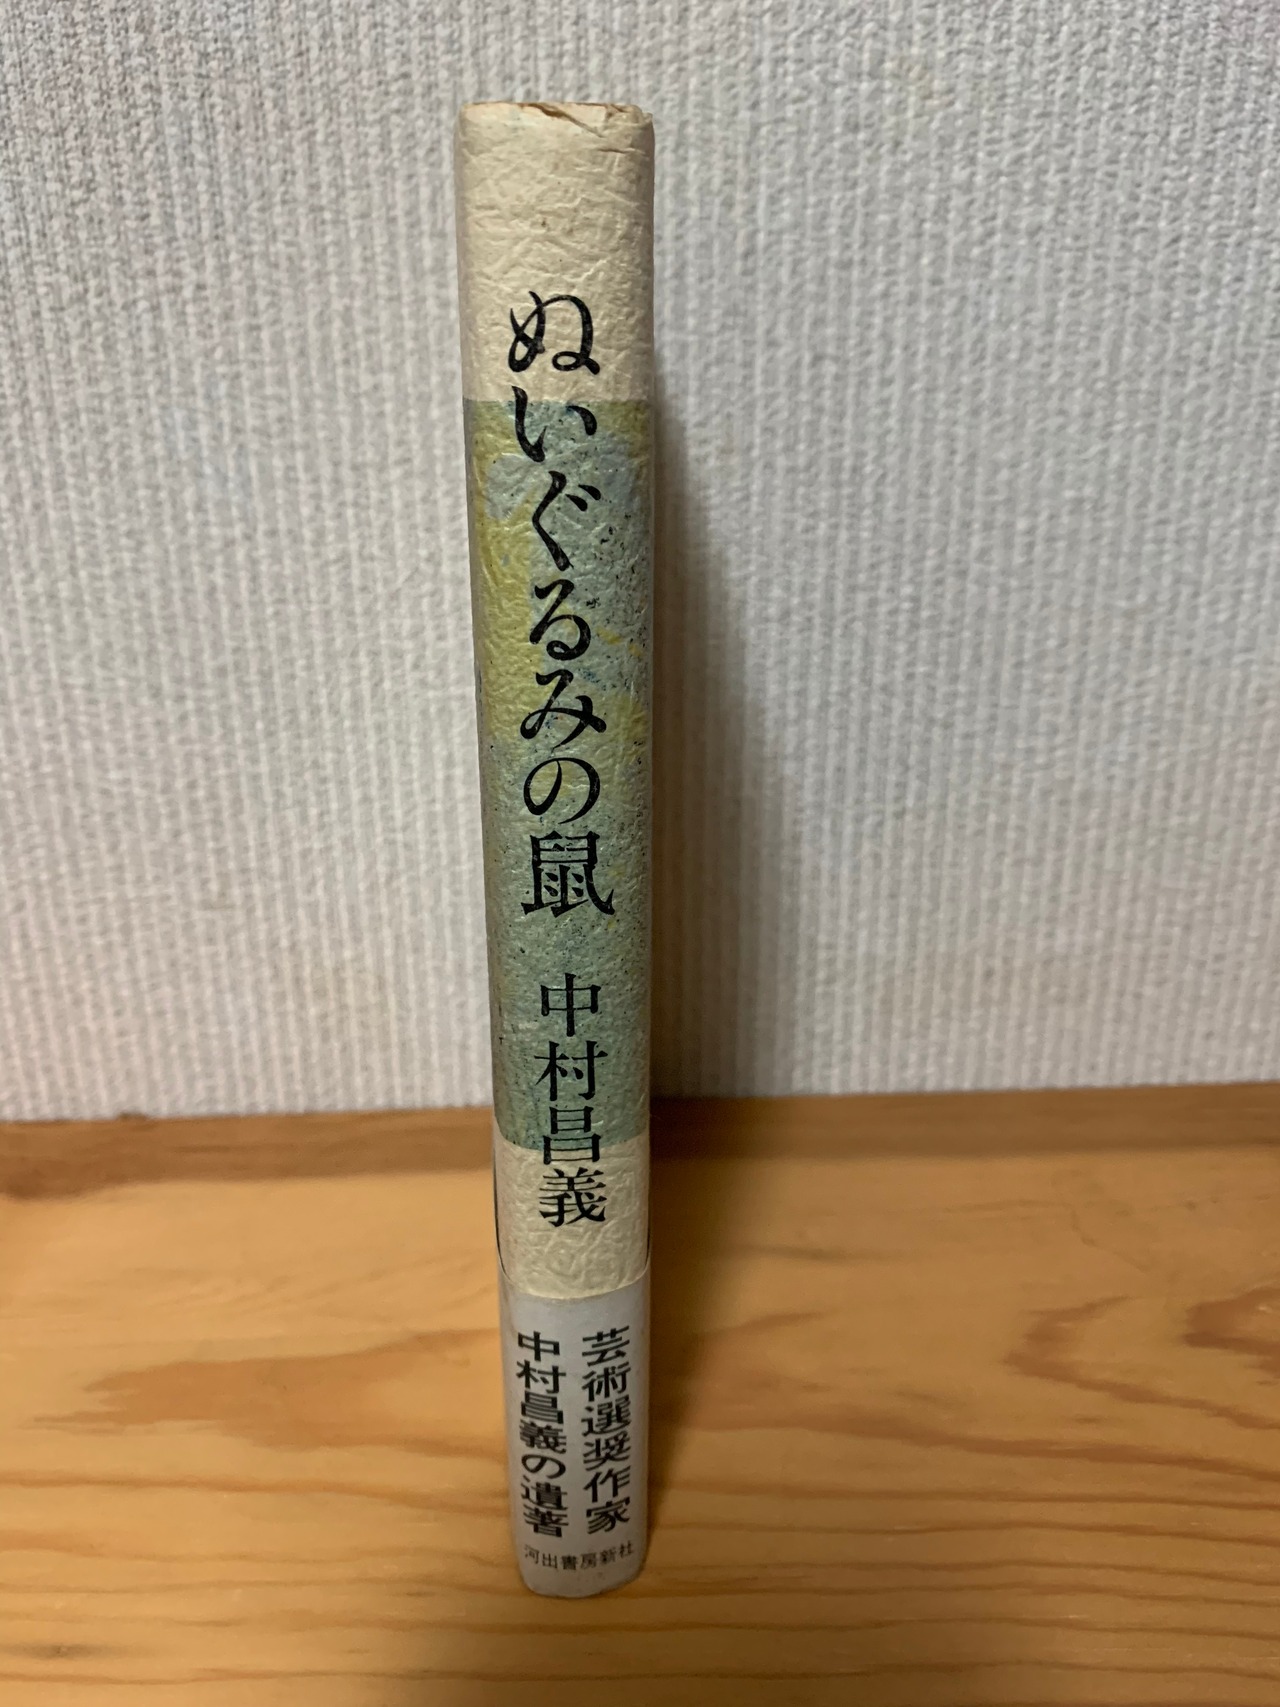 ぬいぐるみの鼠
中村昌義
芸術選奨作家
中村昌義の遺著
河出書房新社